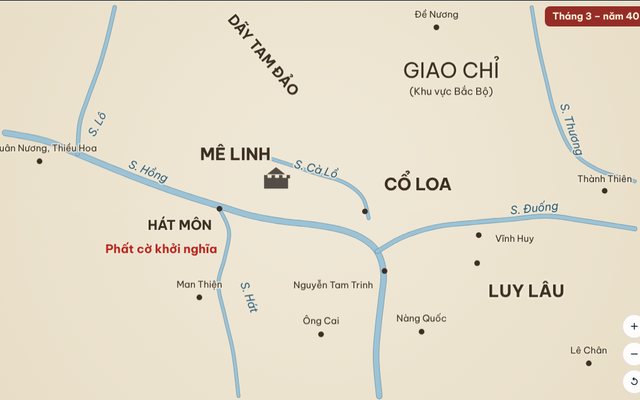 Đề Nương
Tháng 3 – năm 40
DÃY TAM ĐẢO
GIAO CHỈ
(Khu vực Bắc Bộ)
S. Lô
S. Thương
uân Nương, Thiều Hoa
MÊ LINH
S. Hồng
S. Cà Lồ
CỔ LOA
Thành Thiên
S. Đuống
HÁT MÔN
Vĩnh Huy
Phất cờ khởi nghĩa
Man Thiện
S. Hát
Nguyễn Tam Trinh
LUY LÂU
Ông Cai
Nàng Quốc
Lê Chân
+
−